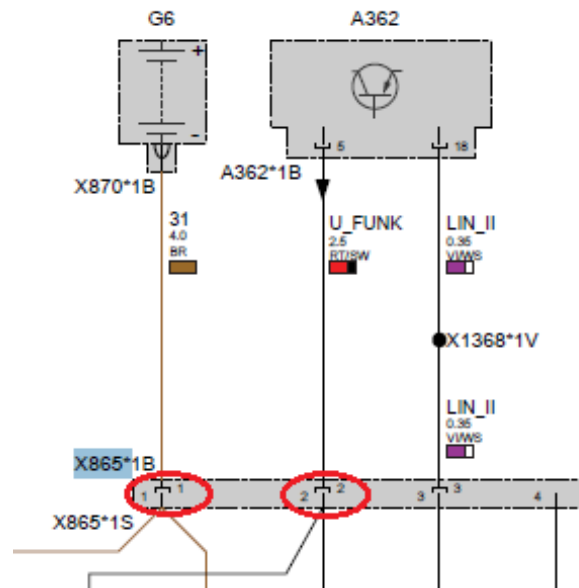 G6
A362
+
-
5
18
X870*1B
A362*1B
31
4.0
BR
U_FUNK
2.5
RT/SW
LIN_II
0.35
VI/WS
X1368*1V
LIN_II
0.35
VI/WS
X865*1B
1
1
2
2
3
3
4
X865*1S